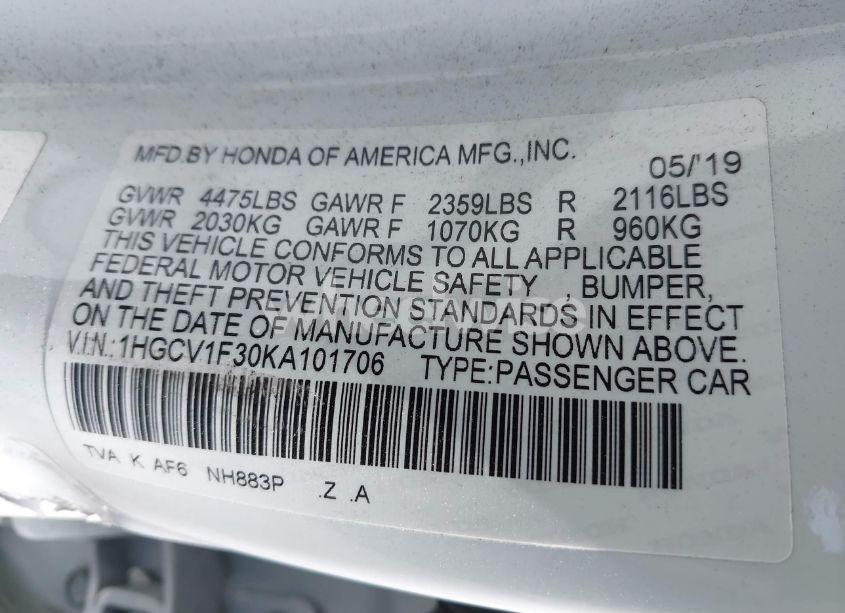 MFD.BY HONDA OF AMERICA MFG.,INC. 05/'19
GVWR 4475LBS GAWR F 2359LBS R 2116LBS
GVWR 2030KG GAWR F 1070KG R 960KG
THIS VEHICLE CONFORMS TO ALL APPLICABLE
FEDERAL MOTOR VEHICLE SAFETY , BUMPER,
AND THEFT PREVENTION STANDARDS IN EFFECT
ON THE DATE OF MANUFACTURE SHOWN ABOVE.
V.I.N.:1HGCV1F30KA101706 TYPE:PASSENGER CAR
TVA K AF6 NH883P .Z .A